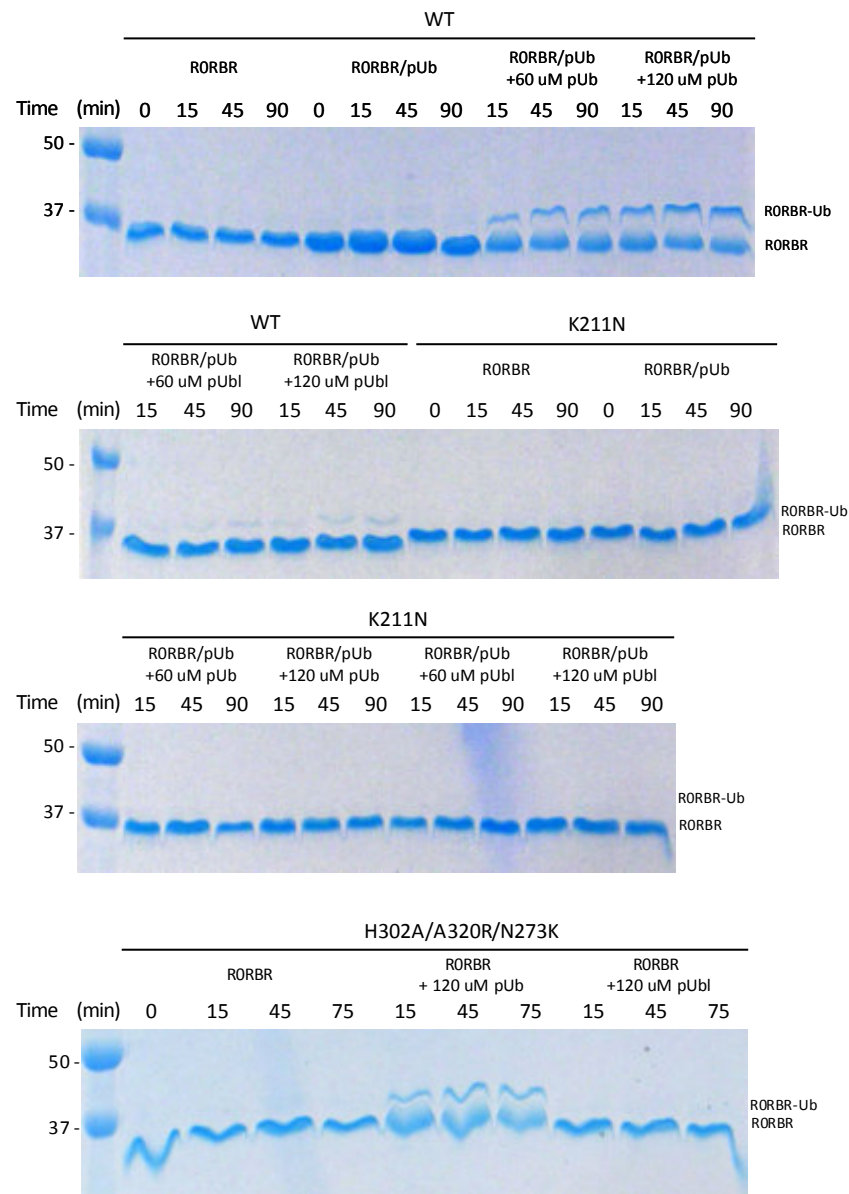 WT
R0RBR R0RBR/pUb R0RBR/pUb R0RBR/pUb
+60 uM pUb +120 uM pUb
Time (min) 0 15 45 90 0 15 45 90 15 45 90 15 45 90
50 -
37 - R0RBR-Ub
R0RBR
WT K211N
R0RBR/pUb R0RBR/pUb R0RBR R0RBR/pUb
+60 uM pUbl +120 uM pUbl
Time (min) 15 45 90 15 45 90 0 15 45 90 0 15 45 90
50 -
R0RBR-Ub
37 - R0RBR
K211N
R0RBR/pUb R0RBR/pUb R0RBR/pUb R0RBR/pUb
+60 uM pUb +120 uM pUb +60 uM pUbl +120 uM pUbl
Time (min) 15 45 90 15 45 90 15 45 90 15 45 90
50 -
R0RBR-Ub
37 - R0RBR
H302A/A320R/N273K
R0RBR R0RBR R0RBR
+ 120 uM pUb +120 uM pUbl
Time (min) 0 15 45 75 15 45 75 15 45 75
50 -
R0RBR-Ub
37 - R0RBR